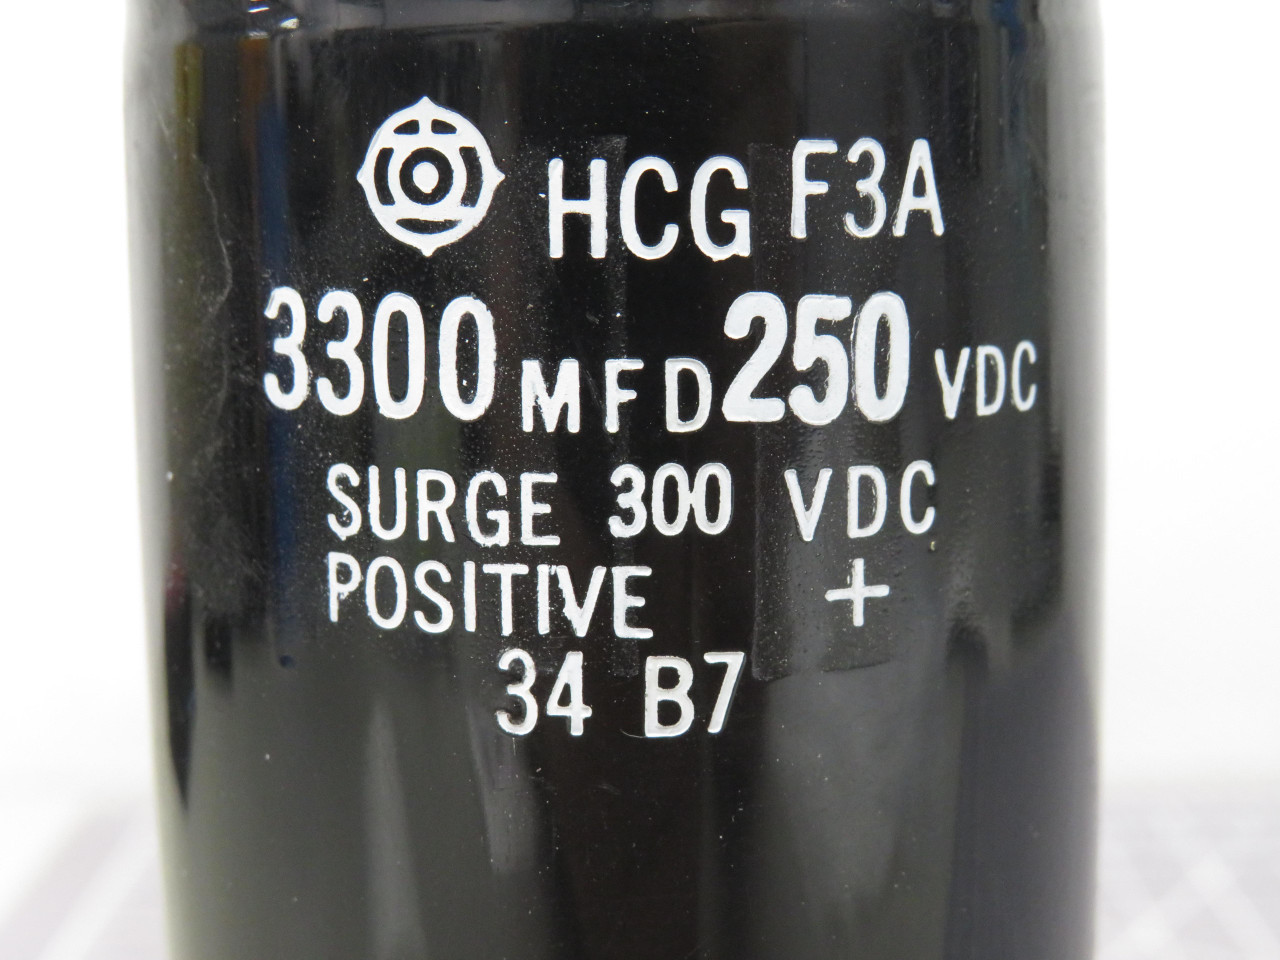 HCG F3A
3300 MFD 250 VDC
SURGE 300 VDC
POSITIVE +
34 B7